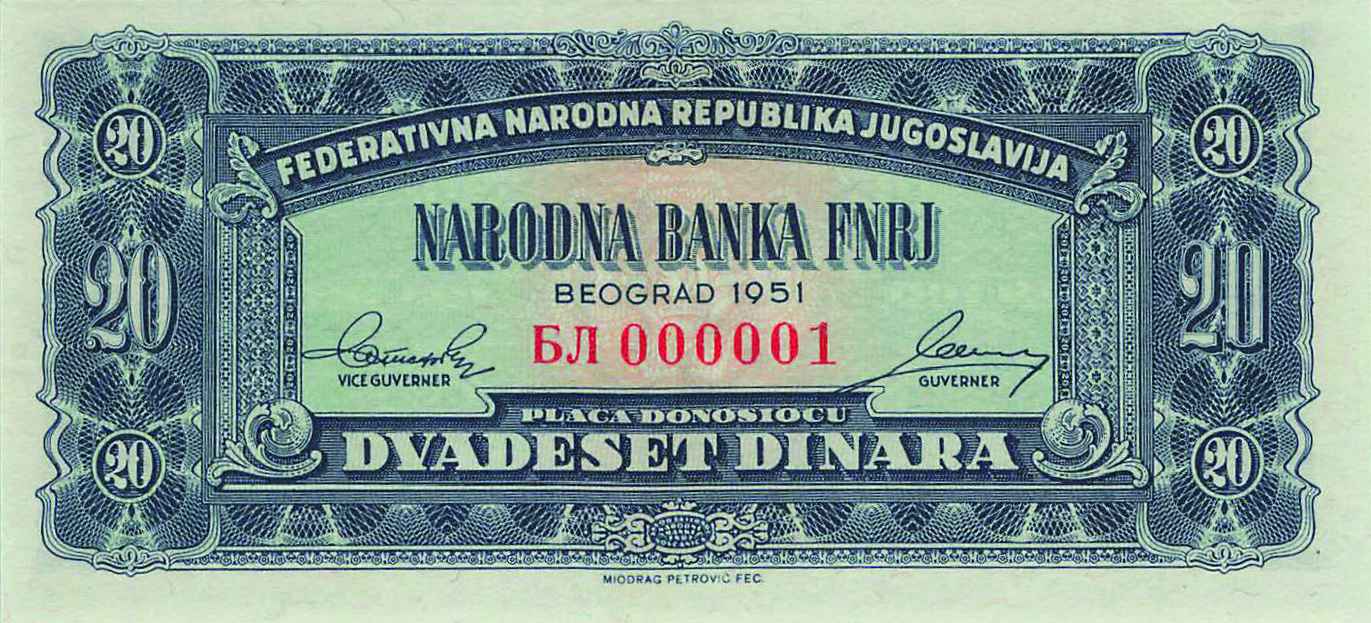 FEDERATIVNA NARODNA REPUBLIKA JUGOSLAVIJA
20
20
NARODNA BANKA FNRJ
BEOGRAD 1951
20
20
БЛ 000001
VICE GUVERNER
GUVERNER
PLAĆA DONOSIOCU
DVADESET DINARA
20
20
MIODRAG PETROVIĆ FEC.